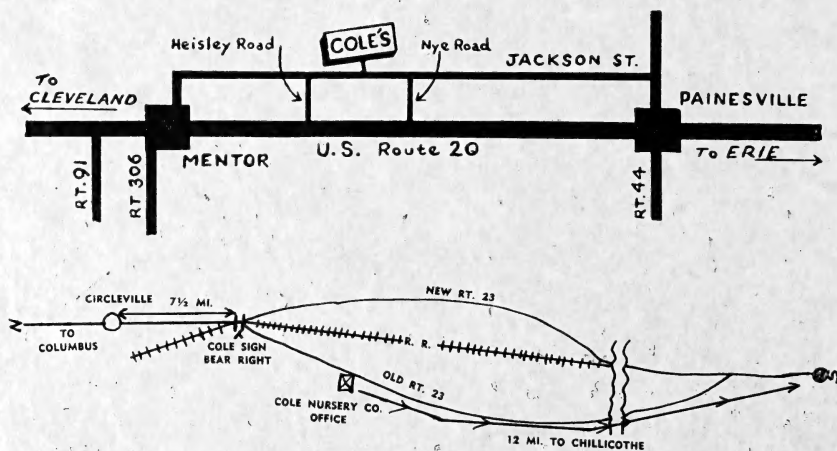 Heisley Road
COLE'S
Nye Road
JACKSON ST.
TO
CLEVELAND
PAINESVILLE
MENTOR
U.S. Route 20
TO ERIE
RT. 91
RT 306
RT. 44
CIRCLEVILLE
7½ MI.
NEW RT. 23
N
TO
COLUMBUS
COLE SIGN
BEAR RIGHT
R. R.
OLD RT. 23
S
COLE NURSERY CO.
OFFICE
12 MI. TO CHILLICOTHE